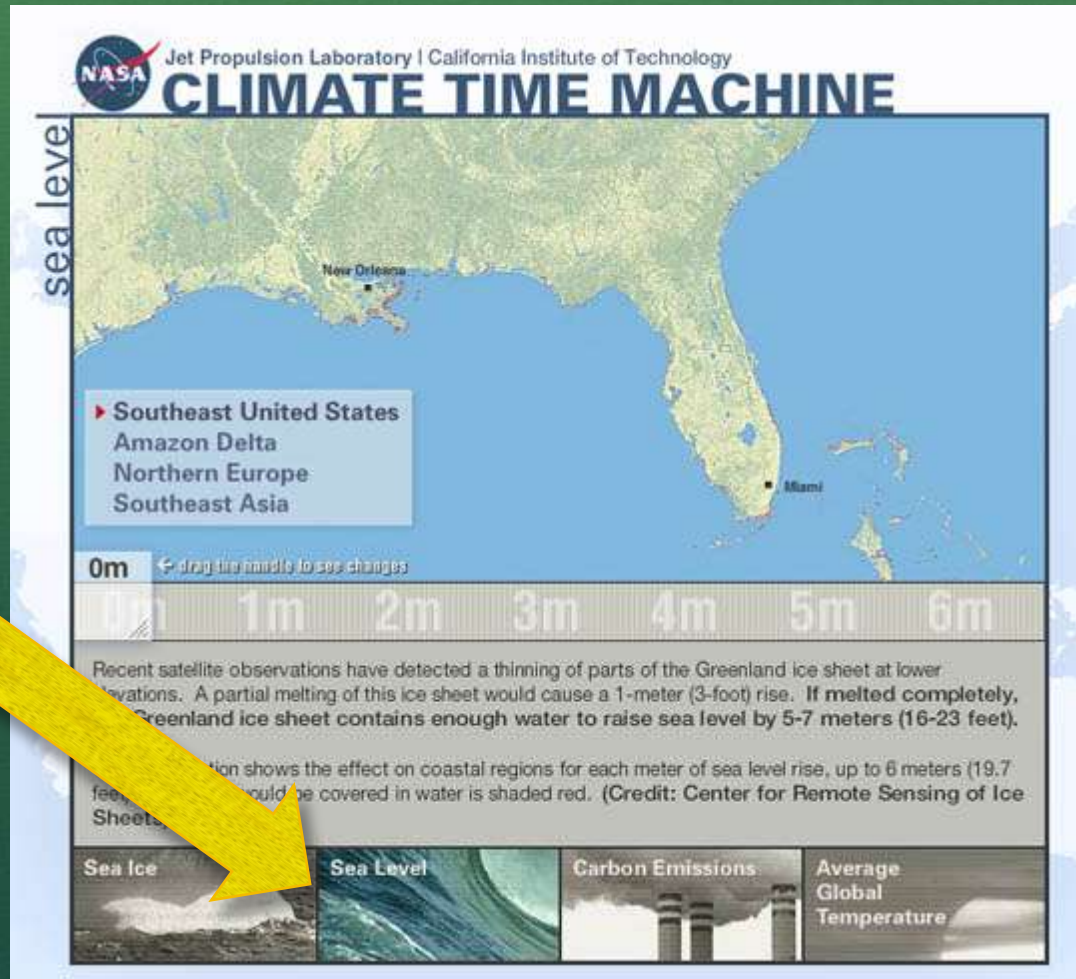 NASA
Jet Propulsion Laboratory | California Institute of Technology
CLIMATE TIME MACHINE
sea level
New Orleans
Southeast United States
Amazon Delta
Northern Europe
Southeast Asia
Miami
0m
drag the handle to see changes
0m 1m 2m 3m 4m 5m 6m
Recent satellite observations have detected a thinning of parts of the Greenland ice sheet at lower
evations. A partial melting of this ice sheet would cause a 1-meter (3-foot) rise. If melted completely,
Greenland ice sheet contains enough water to raise sea level by 5-7 meters (16-23 feet).
tion shows the effect on coastal regions for each meter of sea level rise, up to 6 meters (19.7
feet ould be covered in water is shaded red. (Credit: Center for Remote Sensing of Ice
Sheets)
Sea Ice
Sea Level
Carbon Emissions
Average
Global
Temperature